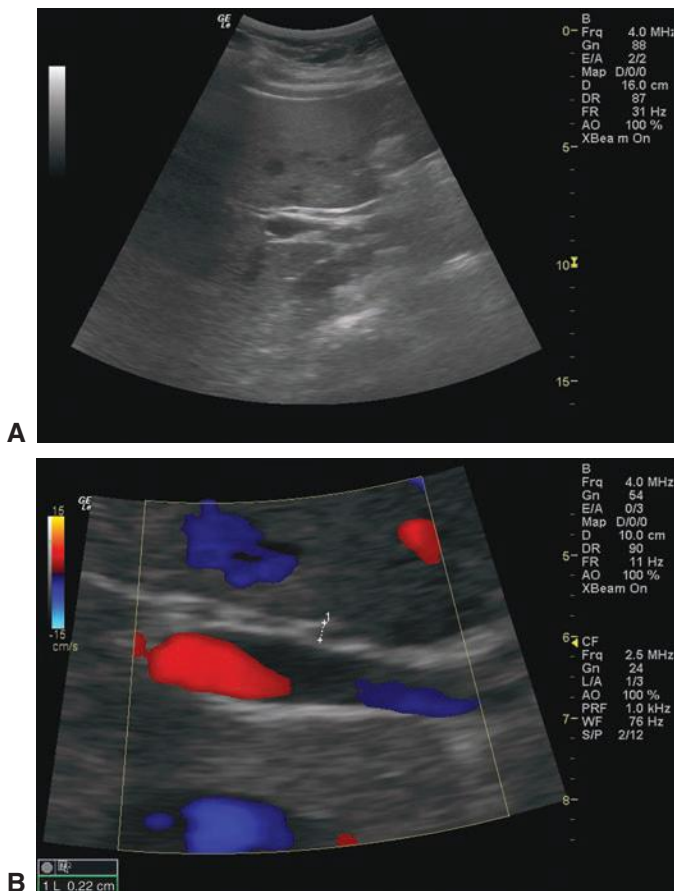 A
GE
Le
B
Frq 4.0 MHz
Gn 88
E/A 2/2
Map D/0/0
D 16.0 cm
DR 87
FR 31 Hz
AO 100 %
XBea m On
0
5
10
15
B
GE
Le
15
-15
cm/s
1
B
Frq 4.0 MHz
Gn 54
E/A 0/3
Map D/0/0
D 10.0 cm
DR 90
FR 11 Hz
AO 100 %
XBeam On
5
6
7
8
CF
Frq 2.5 MHz
Gn 24
L/A 1/3
AO 100 %
PRF 1.0 kHz
WF 76 Hz
S/P 2/12
1 L 0.22 cm